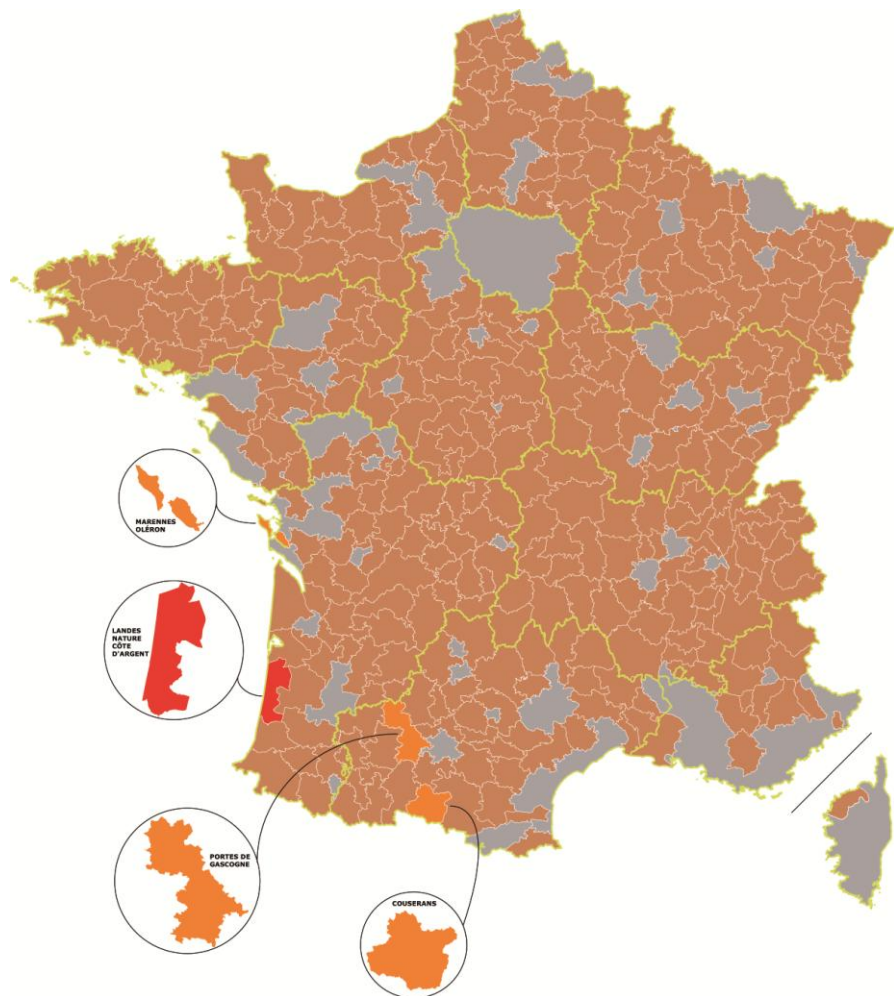 MARENNES
OLÉRON
LANDES
NATURE
CÔTE
D'ARGENT
PORTES DE
GASCOGNE
COUSERANS